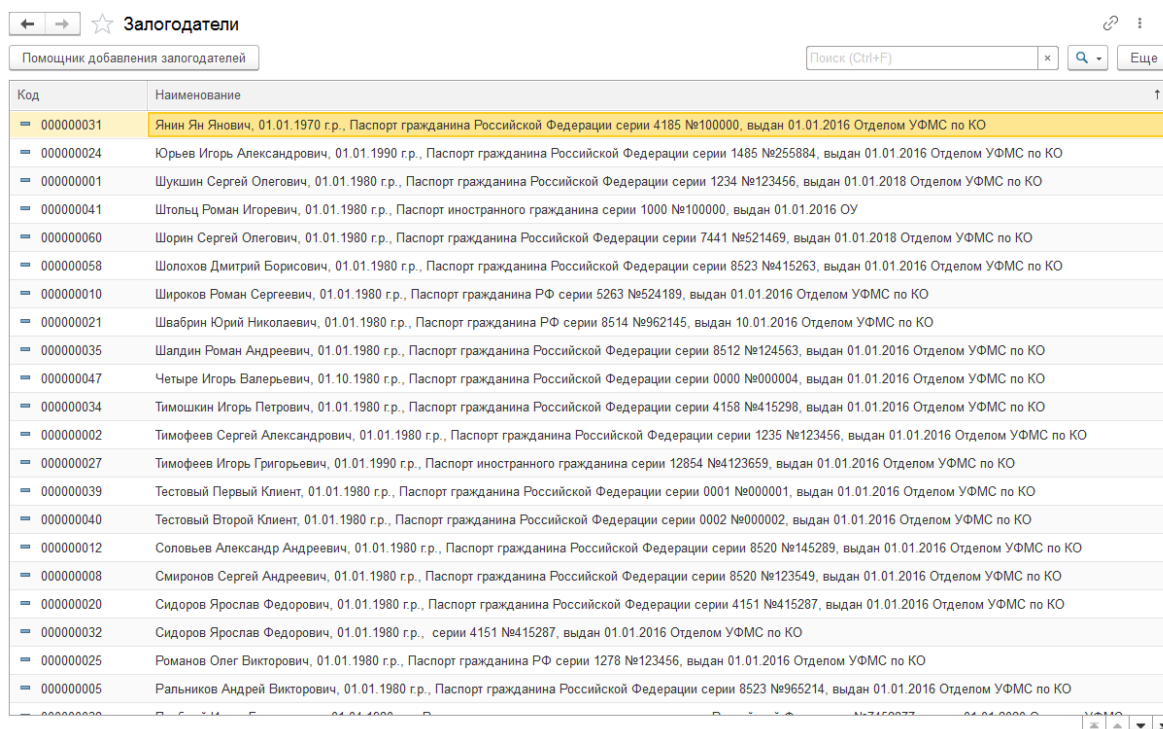 Залогодатели
Помощник добавления залогодателей Поиск (Ctrl+F) × Еще
Код Наименование
000000031 Янин Ян Янович, 01.01.1970 г.р., Паспорт гражданина Российской Федерации серии 4185 №100000, выдан 01.01.2016 Отделом УФМС по КО
000000024 Юрьев Игорь Александрович, 01.01.1990 г.р., Паспорт гражданина Российской Федерации серии 1485 №255884, выдан 01.01.2016 Отделом УФМС по КО
000000001 Шукшин Сергей Олегович, 01.01.1980 г.р., Паспорт гражданина Российской Федерации серии 1234 №123456, выдан 01.01.2018 Отделом УФМС по КО
000000041 Штольц Роман Игоревич, 01.01.1980 г.р., Паспорт иностранного гражданина серии 1000 №100000, выдан 01.01.2016 ОУ
000000060 Шорин Сергей Олегович, 01.01.1980 г.р., Паспорт гражданина Российской Федерации серии 7441 №521469, выдан 01.01.2018 Отделом УФМС по КО
000000058 Шолохов Дмитрий Борисович, 01.01.1980 г.р., Паспорт гражданина Российской Федерации серии 8523 №415263, выдан 01.01.2016 Отделом УФМС по КО
000000010 Широков Роман Сергеевич, 01.01.1980 г.р., Паспорт гражданина РФ серии 5263 №524189, выдан 01.01.2016 Отделом УФМС по КО
000000021 Швабрин Юрий Николаевич, 01.01.1980 г.р., Паспорт гражданина РФ серии 8514 №962145, выдан 10.01.2016 Отделом УФМС по КО
000000035 Шалдин Роман Андреевич, 01.01.1980 г.р., Паспорт гражданина Российской Федерации серии 8512 №124563, выдан 01.01.2016 Отделом УФМС по КО
000000047 Четыре Игорь Валерьевич, 01.10.1980 г.р., Паспорт гражданина Российской Федерации серии 0000 №000004, выдан 01.01.2016 Отделом УФМС по КО
000000034 Тимошкин Игорь Петрович, 01.01.1980 г.р., Паспорт гражданина Российской Федерации серии 4158 №415298, выдан 01.01.2016 Отделом УФМС по КО
000000002 Тимофеев Сергей Александрович, 01.01.1980 г.р., Паспорт гражданина Российской Федерации серии 1235 №123456, выдан 01.01.2016 Отделом УФМС по КО
000000027 Тимофеев Игорь Григорьевич, 01.01.1990 г.р., Паспорт иностранного гражданина серии 12854 №4123659, выдан 01.01.2016 Отделом УФМС по КО
000000039 Тестовый Первый Клиент, 01.01.1980 г.р., Паспорт гражданина Российской Федерации серии 0001 №000001, выдан 01.01.2016 Отделом УФМС по КО
000000040 Тестовый Второй Клиент, 01.01.1980 г.р., Паспорт гражданина Российской Федерации серии 0002 №000002, выдан 01.01.2016 Отделом УФМС по КО
000000012 Соловьев Александр Андреевич, 01.01.1980 г.р., Паспорт гражданина Российской Федерации серии 8520 №145289, выдан 01.01.2016 Отделом УФМС по КО
000000008 Смиронов Сергей Андреевич, 01.01.1980 г.р., Паспорт гражданина Российской Федерации серии 8520 №123549, выдан 01.01.2016 Отделом УФМС по КО
000000020 Сидоров Ярослав Федорович, 01.01.1980 г.р., Паспорт гражданина Российской Федерации серии 4151 №415287, выдан 01.01.2016 Отделом УФМС по КО
000000032 Сидоров Ярослав Федорович, 01.01.1980 г.р., серии 4151 №415287, выдан 01.01.2016 Отделом УФМС по КО
000000025 Романов Олег Викторович, 01.01.1980 г.р., Паспорт гражданина РФ серии 1278 №123456, выдан 01.01.2016 Отделом УФМС по КО
000000005 Ральников Андрей Викторович, 01.01.1980 г.р., Паспорт гражданина Российской Федерации серии 8523 №965214, выдан 01.01.2016 Отделом УФМС по КО